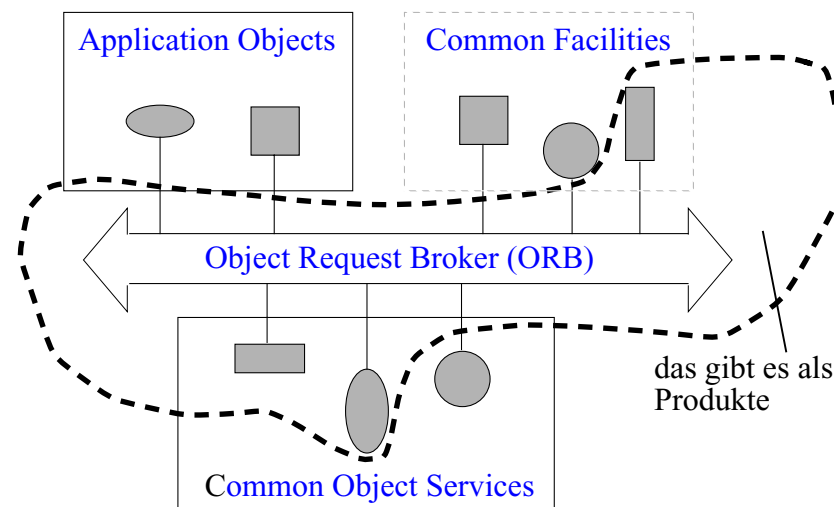 Application Objects
Common Facilities
Object Request Broker (ORB)
das gibt es als
Produkte
Common Object Services